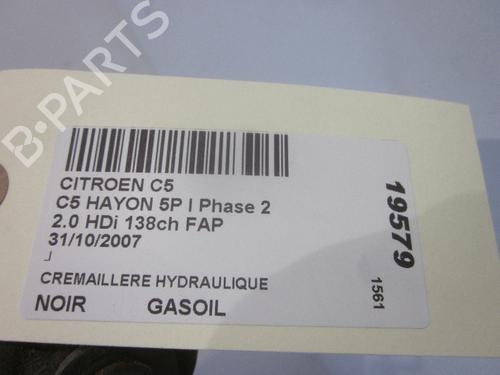 CITROEN C5
C5 HAYON 5P I Phase 2
2.0 HDi 138ch FAP
31/10/2007
CREMAILLERE HYDRAULIQUE
NOIR GASOIL
19579
1561
B-PARTS